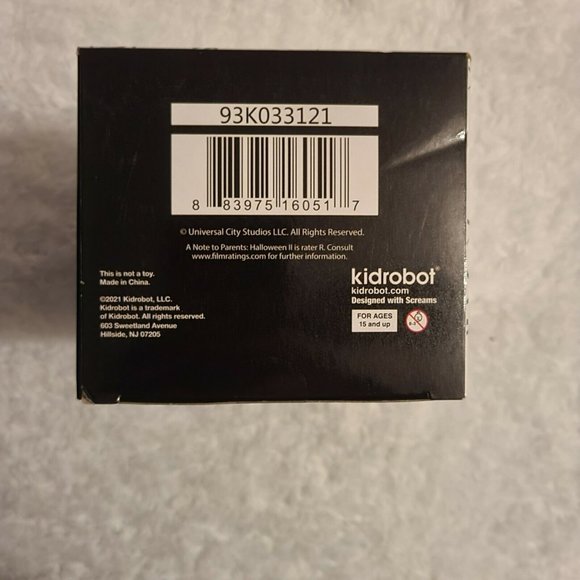 93K033121
8 83975 16051 7
© Universal City Studios LLC. All Rights Reserved.
A Note to Parents: Halloween II is rater R. Consult
www.filmratings.com for further information.
This is not a toy.
Made in China.
©2021 Kidrobot, LLC.
Kidrobot is a trademark
of Kidrobot. All rights reserved.
603 Sweetland Avenue
Hillside, NJ 07205
kidrobot®
kidrobot.com
Designed with Screams
FOR AGES
15 and up
0-3